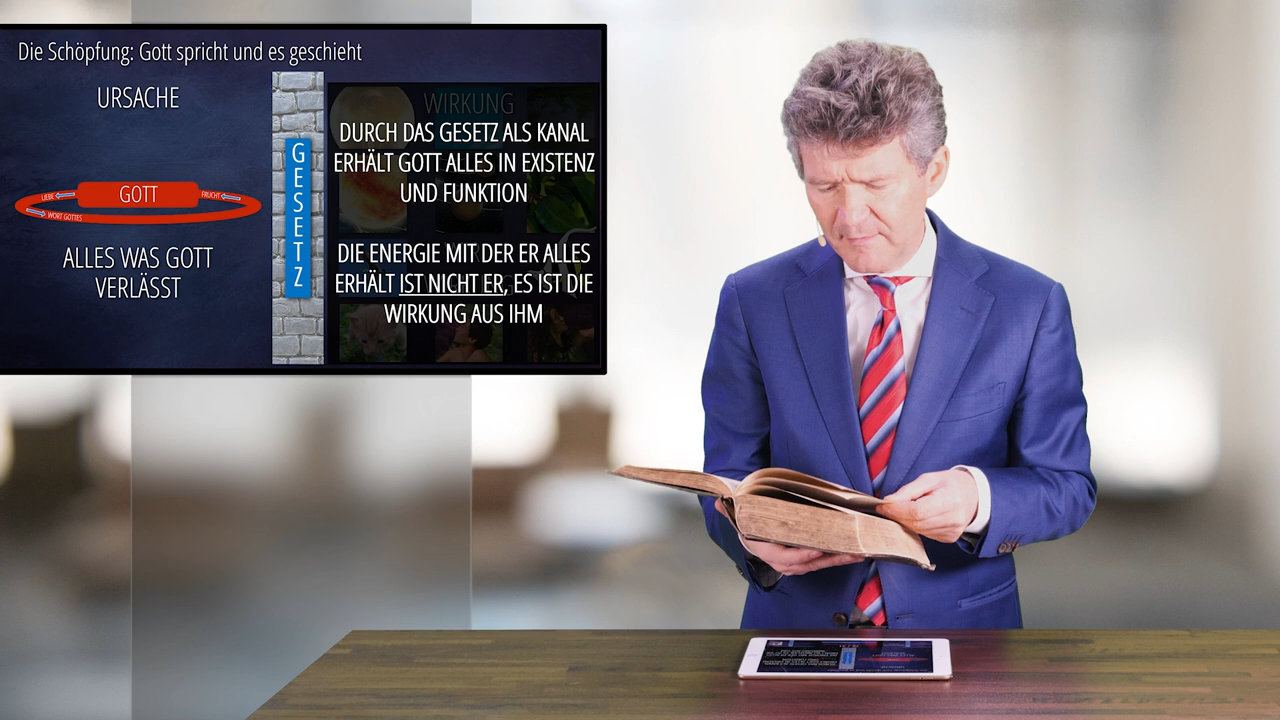 Die Schöpfung: Gott spricht und es geschieht
URSACHE
LIEBE
GOTT
FRUCHT
WORT GOTTES
ALLES WAS GOTT
VERLÄSST
GESETZ
WIRKUNG
DURCH DAS GESETZ ALS KANAL
ERHÄLT GOTT ALLES IN EXISTENZ
UND FUNKTION
DIE ENERGIE MIT DER ER ALLES
ERHÄLT IST NICHT ER, ES IST DIE
WIRKUNG AUS IHM